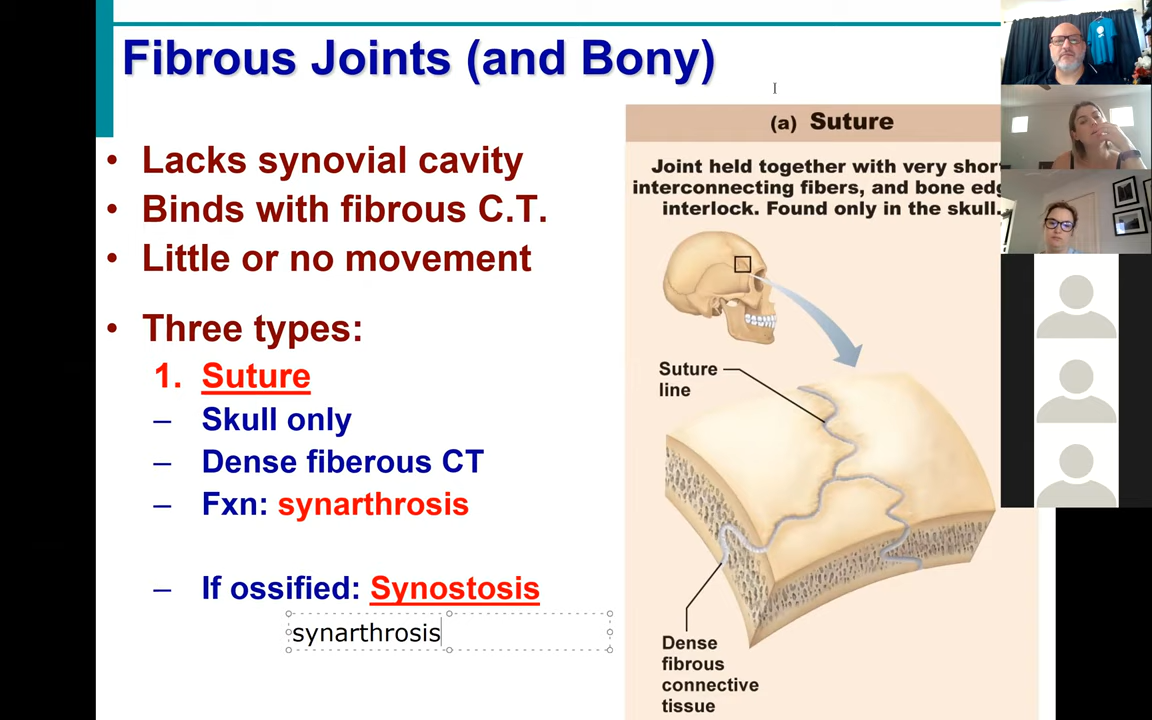 Fibrous Joints (and Bony)
• Lacks synovial cavity
• Binds with fibrous C.T.
• Little or no movement
• Three types:
1. Suture
– Skull only
– Dense fiberous CT
– Fxn: synarthrosis
– If ossified: Synostosis
synarthrosis
(a) Suture
Joint held together with very short
interconnecting fibers, and bone
interlock. Found only in the skull.
Suture
line
Dense
fibrous
connective
tissue